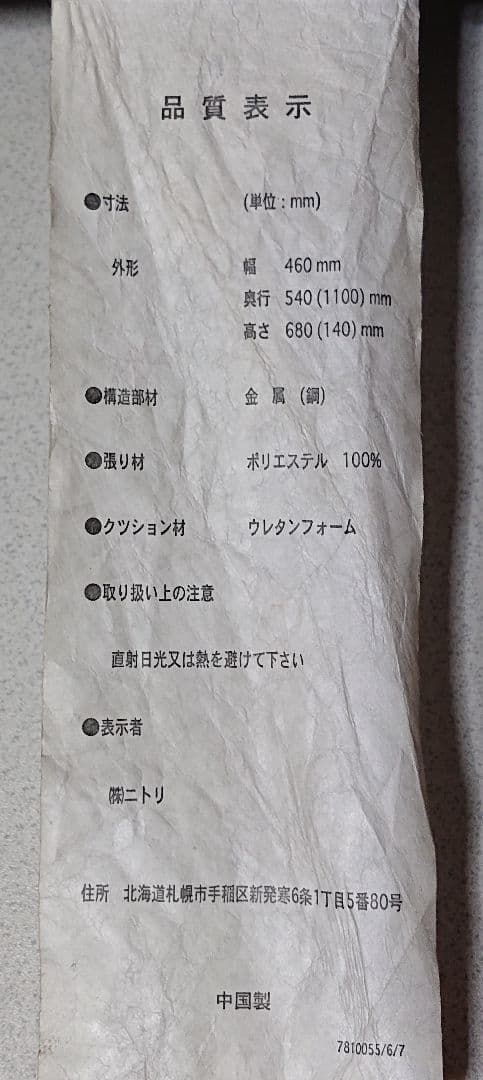 品質表示
●寸法 (単位:mm)
外形 幅 460 mm
奥行 540 (1100) mm
高さ 680 (140) mm
●構造部材 金属 (鋼)
●張り材 ポリエステル 100%
●クツション材 ウレタンフォーム
●取り扱い上の注意
直射日光又は熱を避けて下さい
●表示者
㈱ニトリ
住所 北海道札幌市手稲区新発寒6条1丁目5番80号
中国製
7810055/6/7